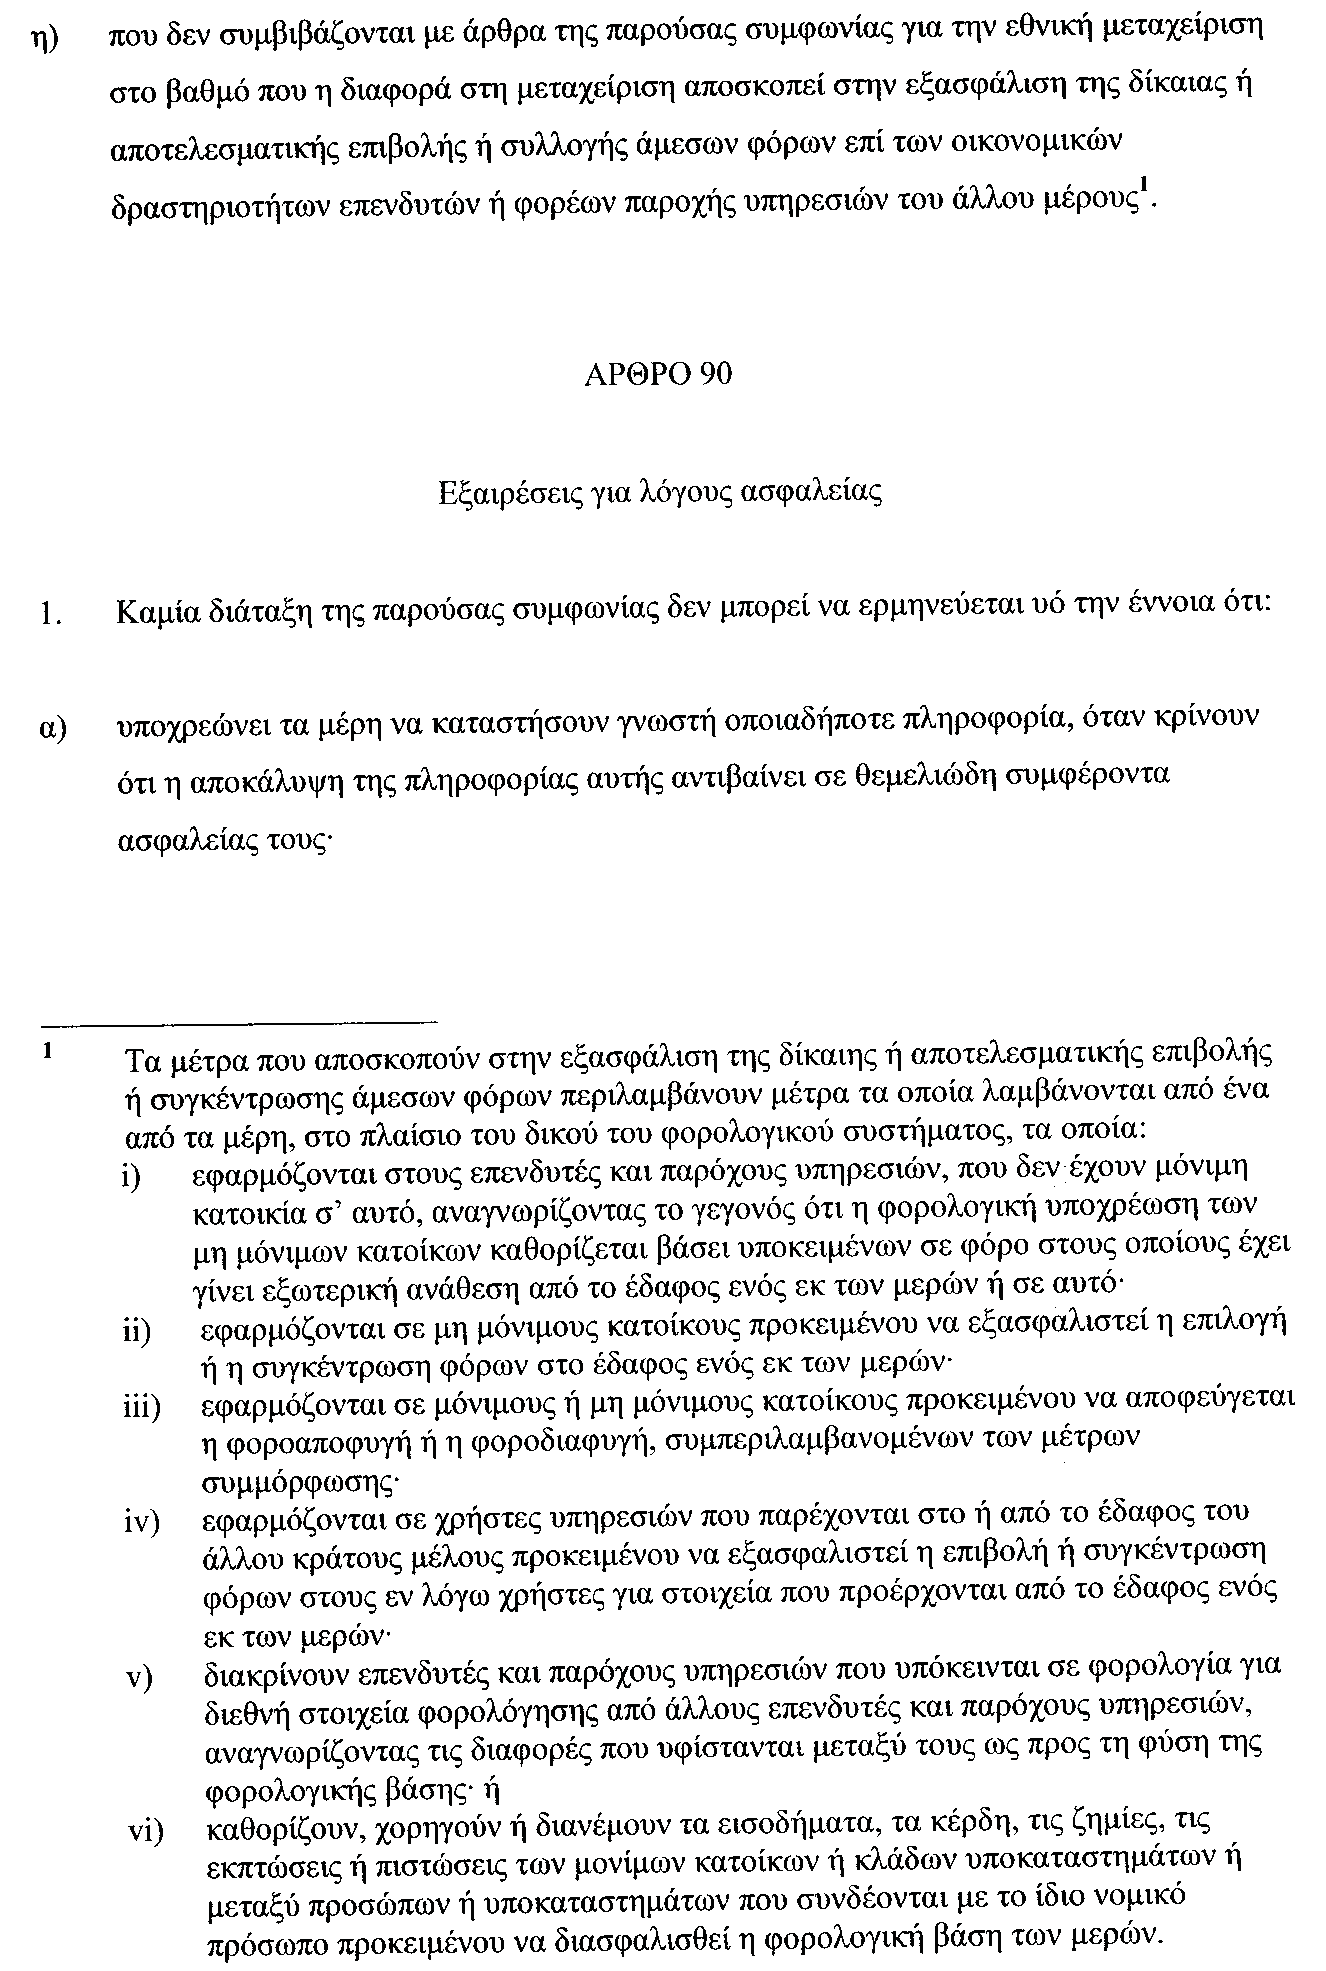 η) που δεν συμβιβάζονται με άρθρα της παρούσας συμφωνίας για την εθνική μεταχείριση
στο βαθμό που η διαφορά στη μεταχείριση αποσκοπεί στην εξασφάλιση της δίκαιας ή
αποτελεσματικής επιβολής ή συλλογής άμεσων φόρων επί των οικονομικών
δραστηριοτήτων επενδυτών ή φορέων παροχής υπηρεσιών του άλλου μέρους¹.
ΑΡΘΡΟ 90
Εξαιρέσεις για λόγους ασφαλείας
1. Καμία διάταξη της παρούσας συμφωνίας δεν μπορεί να ερμηνεύεται υό την έννοια ότι:
α) υποχρεώνει τα μέρη να καταστήσουν γνωστή οποιαδήποτε πληροφορία, όταν κρίνουν
ότι η αποκάλυψη της πληροφορίας αυτής αντιβαίνει σε θεμελιώδη συμφέροντα
ασφαλείας τους·
1 Τα μέτρα που αποσκοπούν στην εξασφάλιση της δίκαιης ή αποτελεσματικής επιβολής
ή συγκέντρωσης άμεσων φόρων περιλαμβάνουν μέτρα τα οποία λαμβάνονται από ένα
από τα μέρη, στο πλαίσιο του δικού του φορολογικού συστήματος, τα οποία:
i) εφαρμόζονται στους επενδυτές και παρόχους υπηρεσιών, που δεν έχουν μόνιμη
κατοικία σ’ αυτό, αναγνωρίζοντας το γεγονός ότι η φορολογική υποχρέωση των
μη μόνιμων κατοίκων καθορίζεται βάσει υποκειμένων σε φόρο στους οποίους έχει
γίνει εξωτερική ανάθεση από το έδαφος ενός εκ των μερών ή σε αυτό·
ii) εφαρμόζονται σε μη μόνιμους κατοίκους προκειμένου να εξασφαλιστεί η επιλογή
ή η συγκέντρωση φόρων στο έδαφος ενός εκ των μερών·
iii) εφαρμόζονται σε μόνιμους ή μη μόνιμους κατοίκους προκειμένου να αποφεύγεται
η φοροαποφυγή ή η φοροδιαφυγή, συμπεριλαμβανομένων των μέτρων
συμμόρφωσης·
iv) εφαρμόζονται σε χρήστες υπηρεσιών που παρέχονται στο ή από το έδαφος του
άλλου κράτους μέλους προκειμένου να εξασφαλιστεί η επιβολή ή συγκέντρωση
φόρων στους εν λόγω χρήστες για στοιχεία που προέρχονται από το έδαφος ενός
εκ των μερών·
v) διακρίνουν επενδυτές και παρόχους υπηρεσιών που υπόκεινται σε φορολογία για
διεθνή στοιχεία φορολόγησης από άλλους επενδυτές και παρόχους υπηρεσιών,
αναγνωρίζοντας τις διαφορές που υφίστανται μεταξύ τους ως προς τη φύση της
φορολογικής βάσης· ή
vi) καθορίζουν, χορηγούν ή διανέμουν τα εισοδήματα, τα κέρδη, τις ζημίες, τις
εκπτώσεις ή πιστώσεις των μονίμων κατοίκων ή κλάδων υποκαταστημάτων ή
μεταξύ προσώπων ή υποκαταστημάτων που συνδέονται με το ίδιο νομικό
πρόσωπο προκειμένου να διασφαλισθεί η φορολογική βάση των μερών.